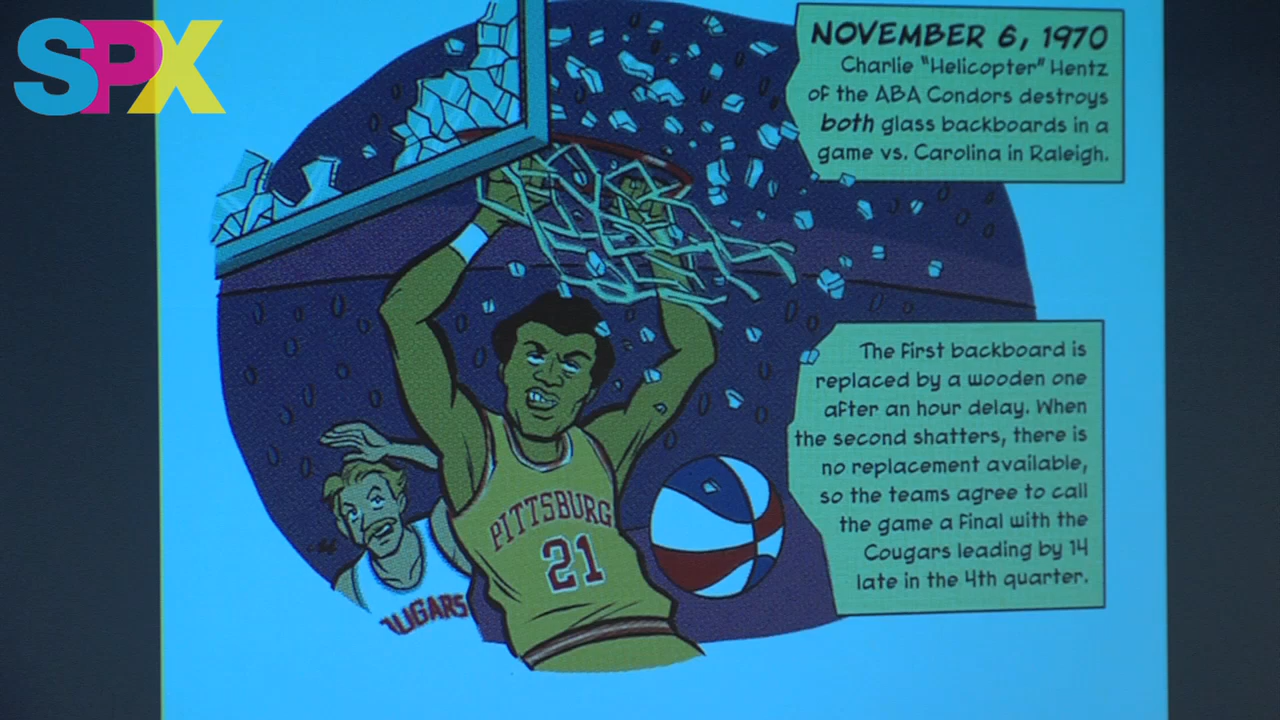 SPX
NOVEMBER 6, 1970
Charlie "Helicopter" Hentz
of the ABA Condors destroys
both glass backboards in a
game vs. Carolina in Raleigh.
The first backboard is
replaced by a wooden one
after an hour delay. When
the second shatters, there is
no replacement available,
so the teams agree to call
the game a final with the
Cougars leading by 14
late in the 4th quarter.
PITTSBURG
21
OUGARS